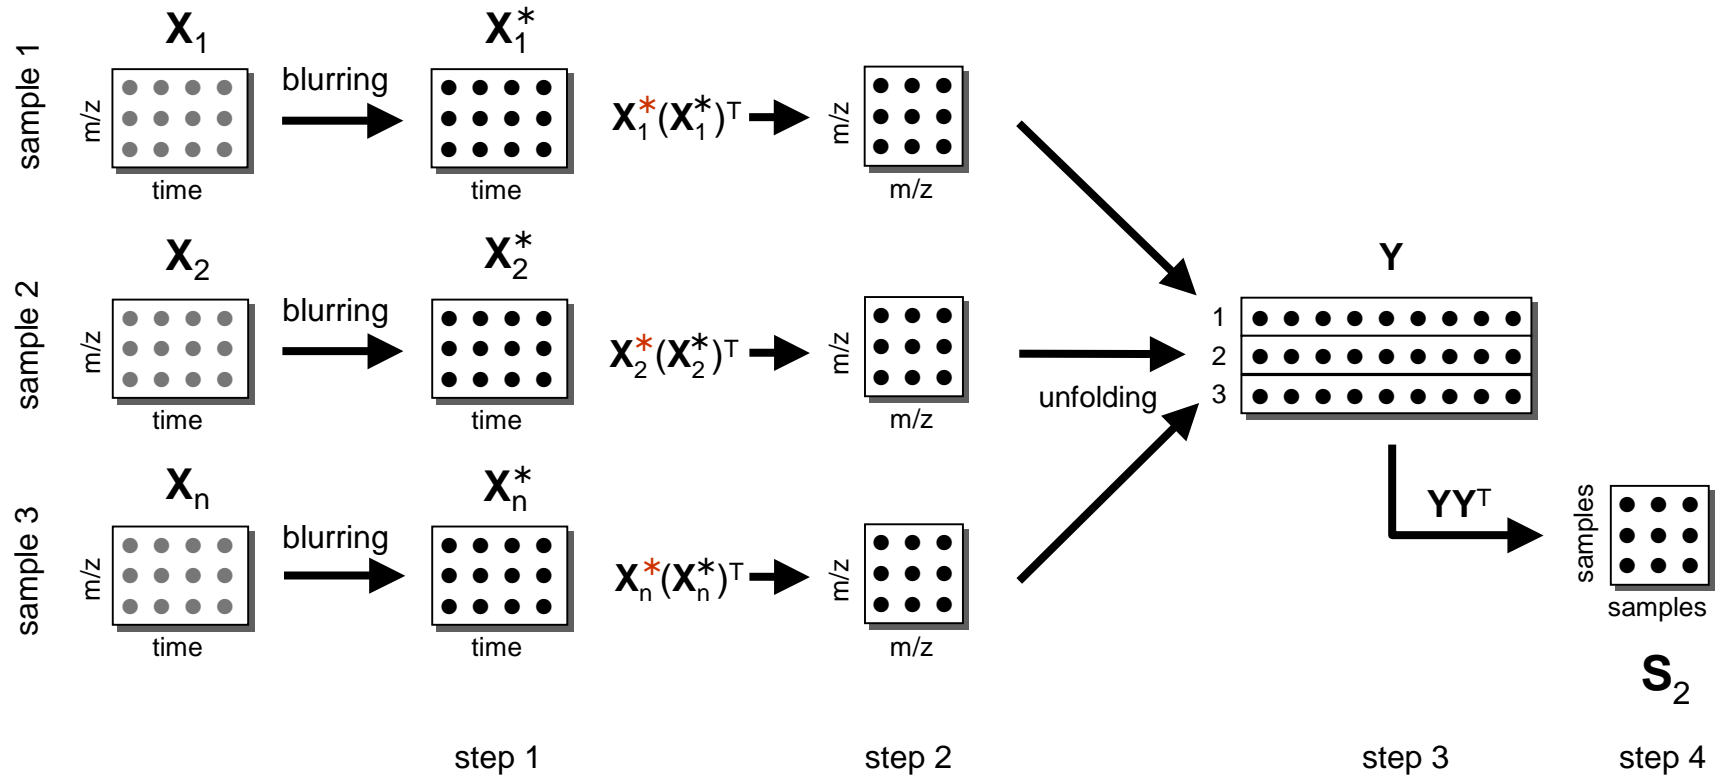 sample 1
X₁
m/z
time
blurring
X₁*
time
X₁*(X₁*)ᵀ
m/z
m/z
sample 2
X₂
m/z
time
blurring
X₂*
time
X₂*(X₂*)ᵀ
m/z
m/z
sample 3
Xₙ
m/z
time
blurring
Xₙ*
time
Xₙ*(Xₙ*)ᵀ
m/z
m/z
unfolding
Y
1
2
3
YYᵀ
samples
samples
S₂
step 1
step 2
step 3
step 4